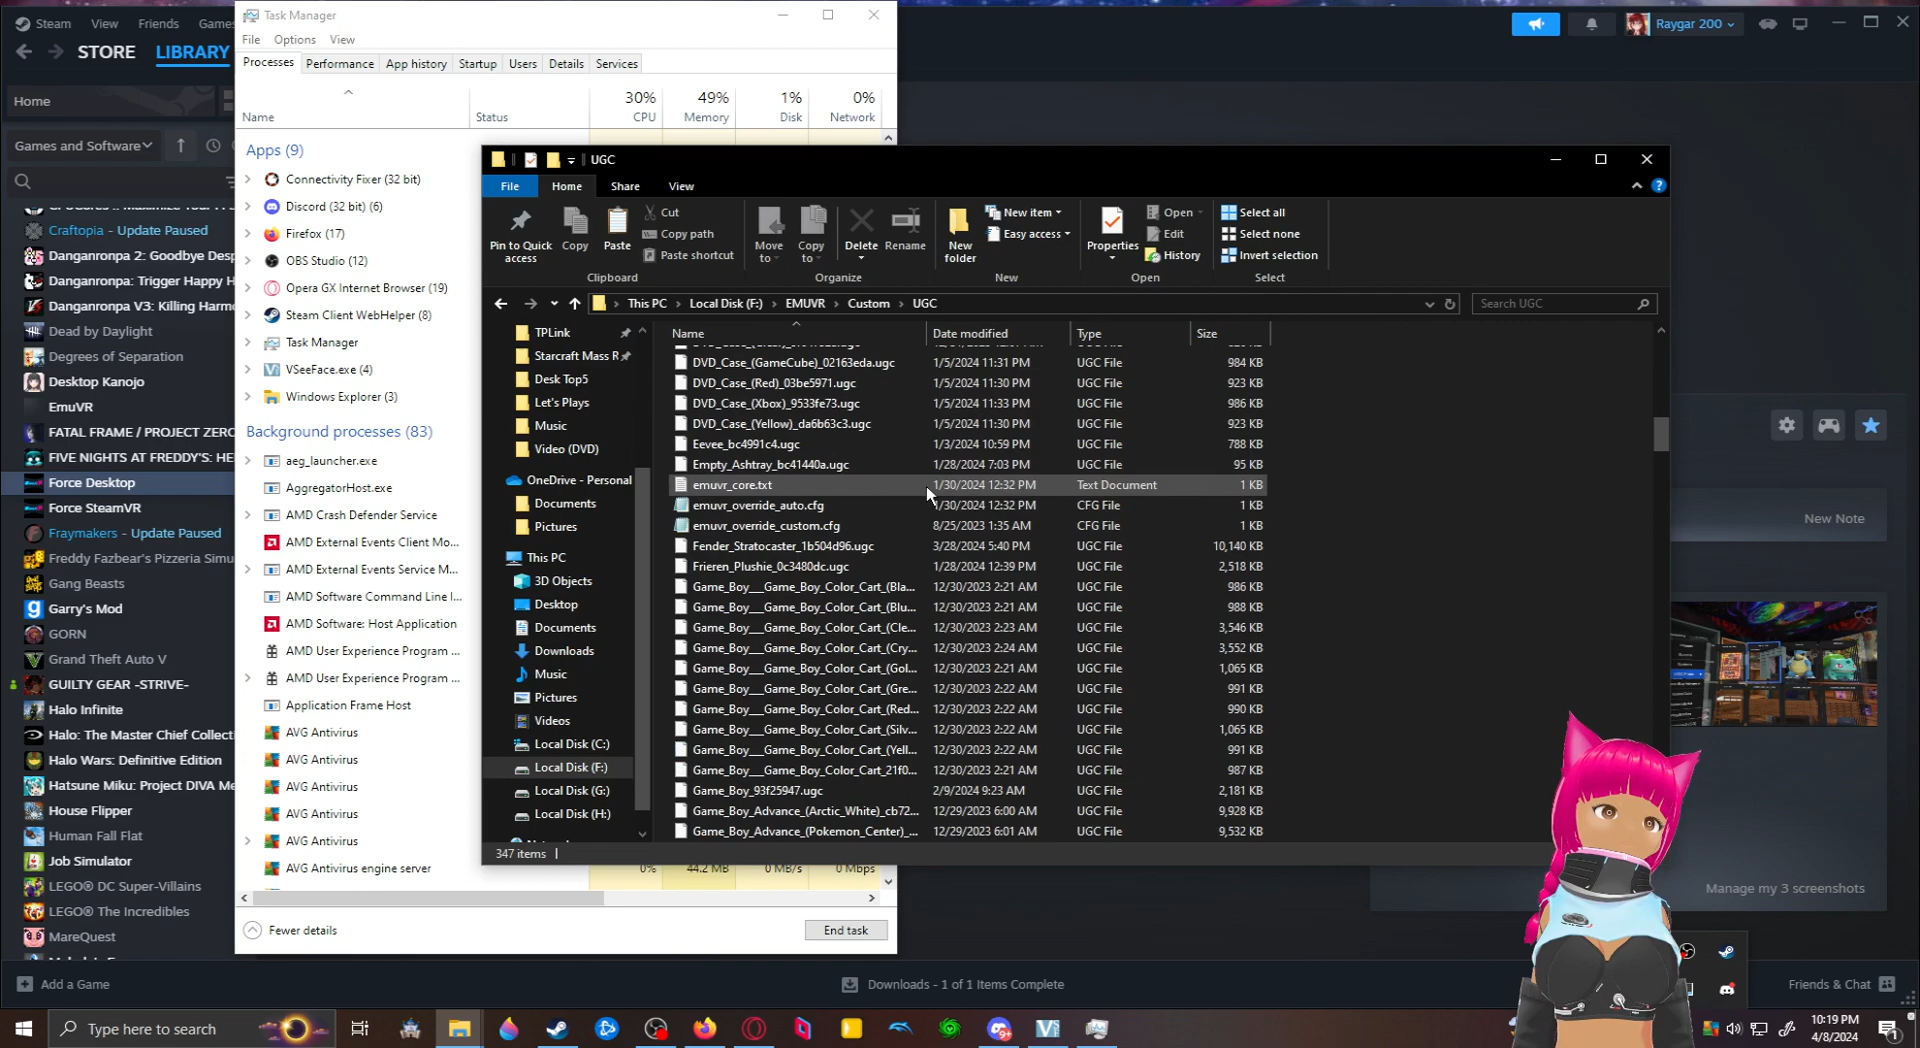 Steam View Friends Games
Raygar 200
STORE LIBRARY
Home
Games and Software
Craftopia - Update Paused
Danganronpa 2: Goodbye Desp
Danganronpa: Trigger Happy H
Danganronpa V3: Killing Harmo
Dead by Daylight
Degrees of Separation
Desktop Kanojo
EmuVR
FATAL FRAME / PROJECT ZERO
FIVE NIGHTS AT FREDDY'S: HE
Force Desktop
Force SteamVR
Fraymakers - Update Paused
Freddy Fazbear's Pizzeria Simu
Gang Beasts
Garry's Mod
GORN
Grand Theft Auto V
GUILTY GEAR -STRIVE-
Halo Infinite
Halo: The Master Chief Collecti
Halo Wars: Definitive Edition
Hatsune Miku: Project DIVA Me
House Flipper
Human Fall Flat
Job Simulator
LEGO® DC Super-Villains
LEGO® The Incredibles
MareQuest
Add a Game
Downloads - 1 of 1 Items Complete
Friends & Chat
New Note
Manage my 3 screenshots
Task Manager
File Options View
Processes Performance App history Startup Users Details Services
30% 49% 1% 0%
Name Status CPU Memory Disk Network
Apps (9)
Connectivity Fixer (32 bit)
Discord (32 bit) (6)
Firefox (17)
OBS Studio (12)
Opera GX Internet Browser (19)
Steam Client WebHelper (8)
Task Manager
VSeeFace.exe (4)
Windows Explorer (3)
Background processes (83)
aeg_launcher.exe
AggregatorHost.exe
AMD Crash Defender Service
AMD External Events Client Mo...
AMD External Events Service M...
AMD Software Command Line I...
AMD Software: Host Application
AMD User Experience Program ...
AMD User Experience Program ...
Application Frame Host
AVG Antivirus
AVG Antivirus
AVG Antivirus
AVG Antivirus
AVG Antivirus
AVG Antivirus engine server 0% 44.2 MB 0 MB/s 0 Mbps
Fewer details
End task
UGC
File Home Share View
Pin to Quick access
Copy
Paste
Cut
Copy path
Paste shortcut
Clipboard
Move to
Copy to
Delete
Rename
Organize
New folder
New item
Easy access
New
Properties
Open
Edit
History
Open
Select all
Select none
Invert selection
Select
This PC Local Disk (F:) EMUVR Custom UGC
Search UGC
TPLink
Starcraft Mass R
Desk Top5
Let's Plays
Music
Video (DVD)
OneDrive - Personal
Documents
Pictures
This PC
3D Objects
Desktop
Documents
Downloads
Music
Pictures
Videos
Local Disk (C:)
Local Disk (F:)
Local Disk (G:)
Local Disk (H:)
Name Date modified Type Size
DVD_Case_(GameCube)_02163eda.ugc 1/5/2024 11:31 PM UGC File 984 KB
DVD_Case_(Red)_03be5971.ugc 1/5/2024 11:30 PM UGC File 923 KB
DVD_Case_(Xbox)_9533fe73.ugc 1/5/2024 11:33 PM UGC File 986 KB
DVD_Case_(Yellow)_da6b63c3.ugc 1/5/2024 11:30 PM UGC File 923 KB
Eevee_bc4991c4.ugc 1/3/2024 10:59 PM UGC File 788 KB
Empty_Ashtray_bc41440a.ugc 1/28/2024 7:03 PM UGC File 95 KB
emuvr_core.txt 1/30/2024 12:32 PM Text Document 1 KB
emuvr_override_auto.cfg 1/30/2024 12:32 PM CFG File 1 KB
emuvr_override_custom.cfg 8/25/2023 1:35 AM CFG File 1 KB
Fender_Stratocaster_1b504d96.ugc 3/28/2024 5:40 PM UGC File 10,140 KB
Frieren_Plushie_0c3480dc.ugc 1/28/2024 12:39 PM UGC File 2,518 KB
Game_Boy___Game_Boy_Color_Cart_(Bla... 12/30/2023 2:21 AM UGC File 986 KB
Game_Boy___Game_Boy_Color_Cart_(Blu... 12/30/2023 2:21 AM UGC File 988 KB
Game_Boy___Game_Boy_Color_Cart_(Cle... 12/30/2023 2:23 AM UGC File 3,546 KB
Game_Boy___Game_Boy_Color_Cart_(Cry... 12/30/2023 2:24 AM UGC File 3,552 KB
Game_Boy___Game_Boy_Color_Cart_(Gol... 12/30/2023 2:21 AM UGC File 1,065 KB
Game_Boy___Game_Boy_Color_Cart_(Gre... 12/30/2023 2:22 AM UGC File 991 KB
Game_Boy___Game_Boy_Color_Cart_(Red... 12/30/2023 2:22 AM UGC File 990 KB
Game_Boy___Game_Boy_Color_Cart_(Silv... 12/30/2023 2:22 AM UGC File 1,065 KB
Game_Boy___Game_Boy_Color_Cart_(Yell... 12/30/2023 2:22 AM UGC File 991 KB
Game_Boy___Game_Boy_Color_Cart_21f0... 12/30/2023 2:21 AM UGC File 987 KB
Game_Boy_93f25947.ugc 2/9/2024 9:23 AM UGC File 2,181 KB
Game_Boy_Advance_(Arctic_White)_cb72... 12/29/2023 6:00 AM UGC File 9,928 KB
Game_Boy_Advance_(Pokemon_Center)_... 12/29/2023 6:01 AM UGC File 9,532 KB
347 items
Type here to search
10:19 PM
4/8/2024
1